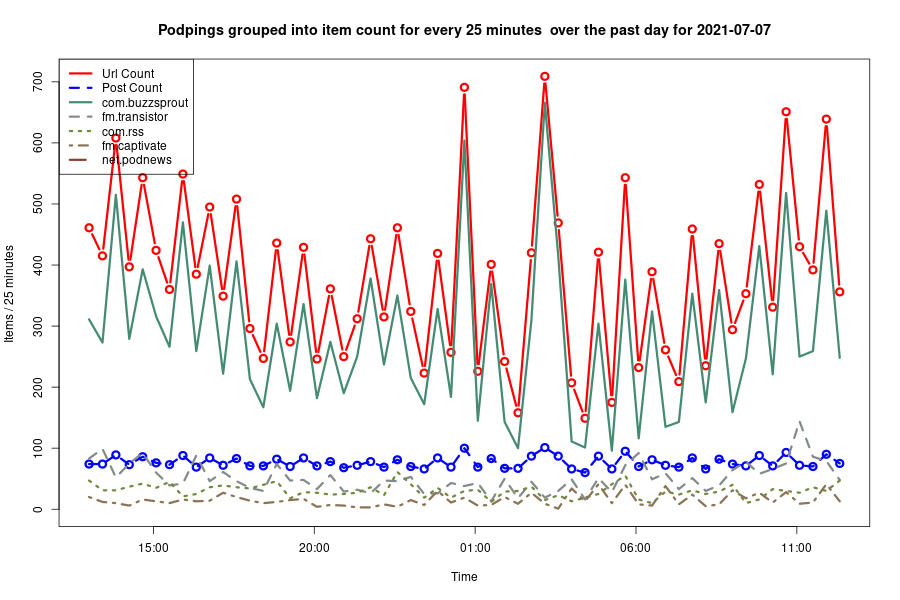 Podpings grouped into item count for every 25 minutes over the past day for 2021-07-07
Items / 25 minutes
700
600
500
400
300
200
100
0
Url Count
Post Count
com.buzzsprout
fm.transistor
com.rss
fm.captivate
net.podnews
15:00
20:00
01:00
06:00
11:00
Time